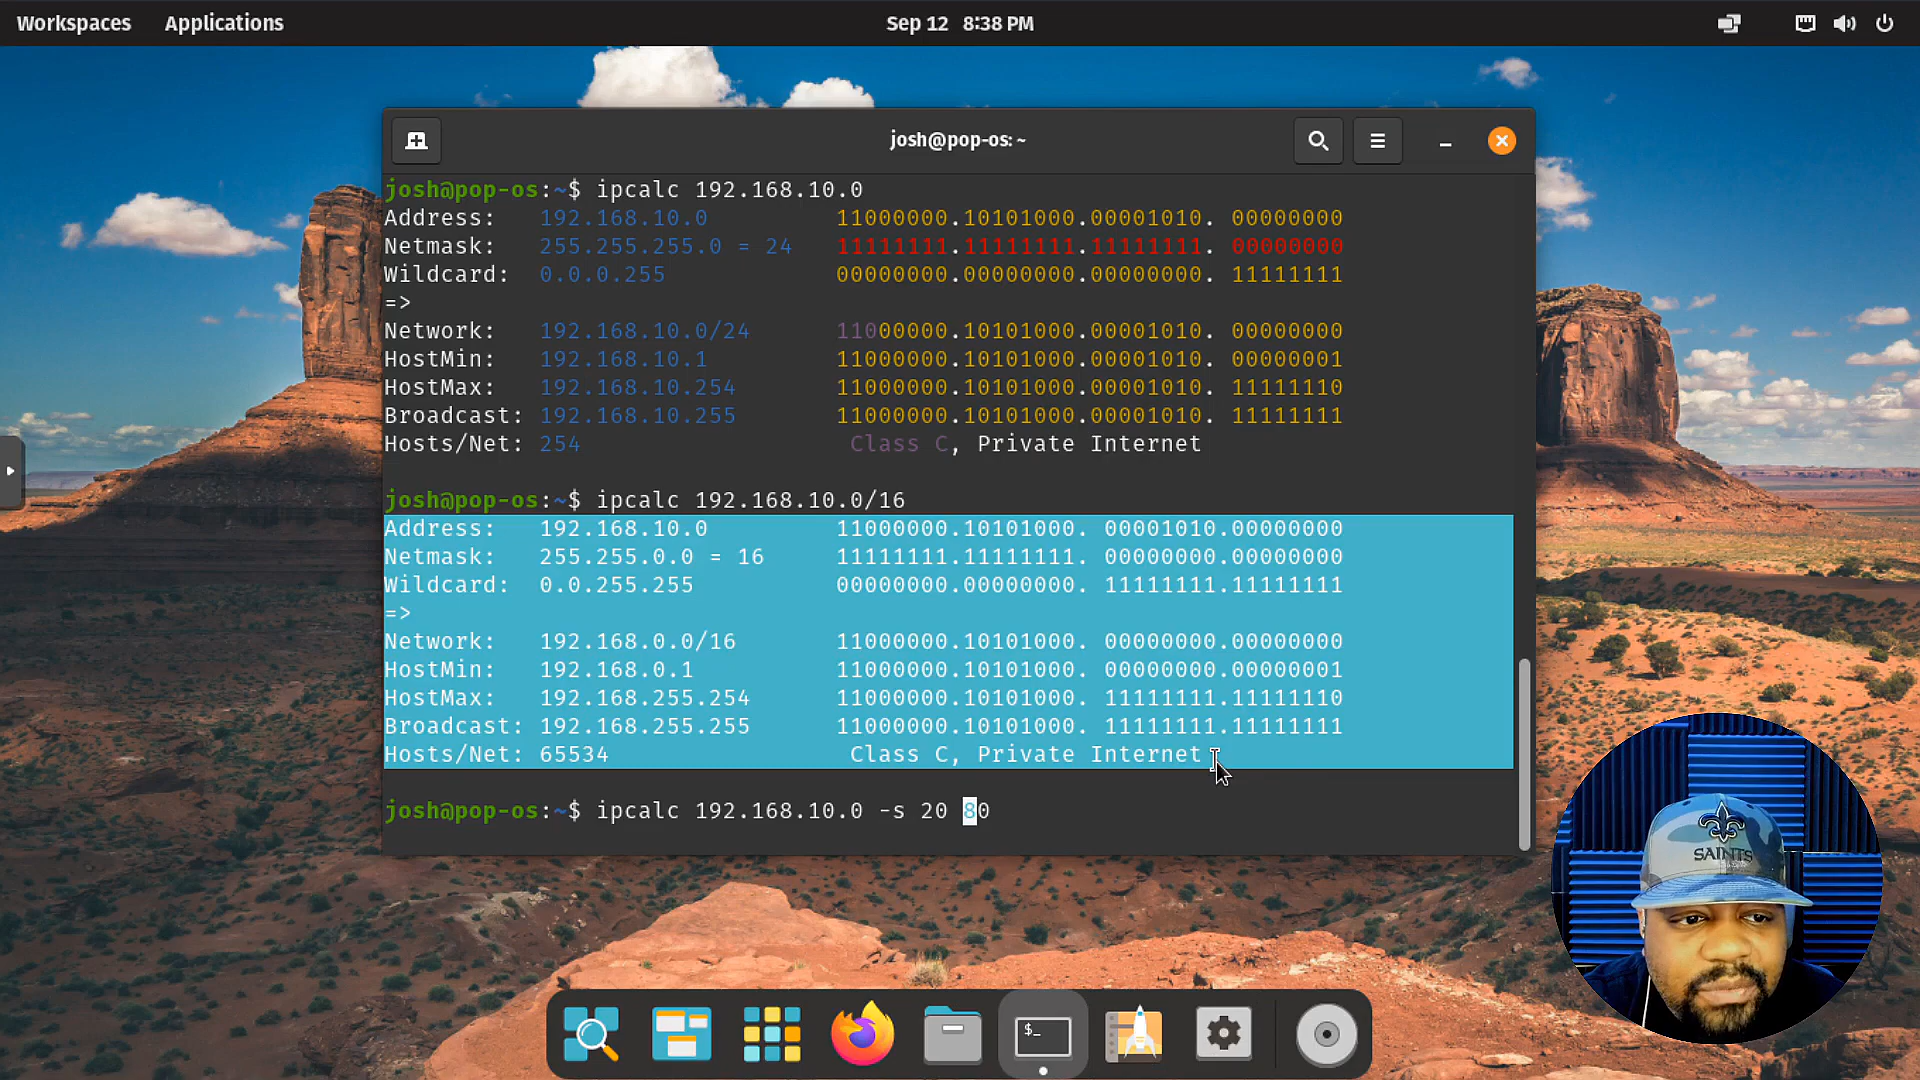 Workspaces Applications Sep 12 8:38 PM
josh@pop-os: ~
josh@pop-os:~$ ipcalc 192.168.10.0
Address: 192.168.10.0 11000000.10101000.00001010. 00000000
Netmask: 255.255.255.0 = 24 11111111.11111111.11111111. 00000000
Wildcard: 0.0.0.255 00000000.00000000.00000000. 11111111
=>
Network: 192.168.10.0/24 11000000.10101000.00001010. 00000000
HostMin: 192.168.10.1 11000000.10101000.00001010. 00000001
HostMax: 192.168.10.254 11000000.10101000.00001010. 11111110
Broadcast: 192.168.10.255 11000000.10101000.00001010. 11111111
Hosts/Net: 254 Class C, Private Internet
josh@pop-os:~$ ipcalc 192.168.10.0/16
Address: 192.168.10.0 11000000.10101000. 00001010.00000000
Netmask: 255.255.0.0 = 16 11111111.11111111. 00000000.00000000
Wildcard: 0.0.255.255 00000000.00000000. 11111111.11111111
=>
Network: 192.168.0.0/16 11000000.10101000. 00000000.00000000
HostMin: 192.168.0.1 11000000.10101000. 00000000.00000001
HostMax: 192.168.255.254 11000000.10101000. 11111111.11111110
Broadcast: 192.168.255.255 11000000.10101000. 11111111.11111111
Hosts/Net: 65534 Class C, Private Internet
josh@pop-os:~$ ipcalc 192.168.10.0 -s 20 80
SAINTS
$_